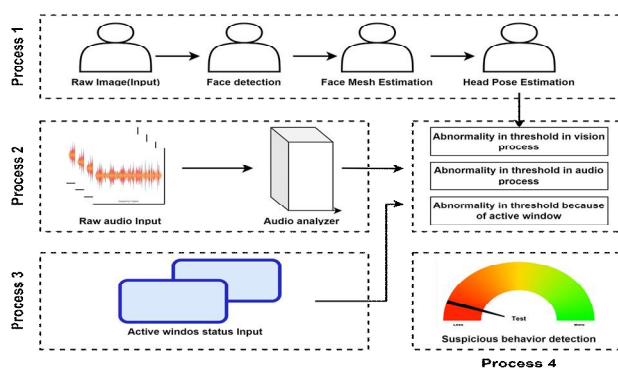 Process 1
Raw Image(Input)
Face detection
Face Mesh Estimation
Head Pose Estimation
Process 2
Raw audio Input
Audio analyzer
Abnormality in threshold in vision
process
Abnormality in threshold in audio
process
Abnormality in threshold because
of active window
Process 3
Active windos status Input
Test
Less
More
Suspicious behavior detection
Process 4